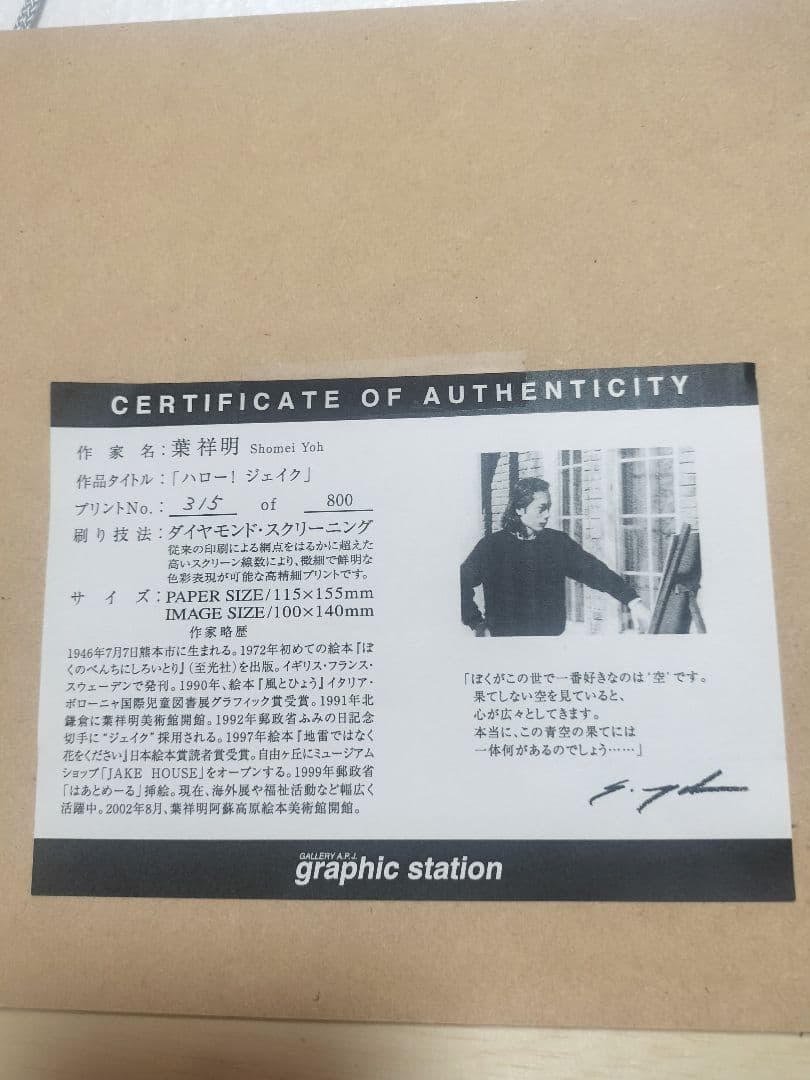 CERTIFICATE OF AUTHENTICITY
作家名：葉祥明 Shomei Yoh
作品タイトル：「ハロー！ジェイク」
プリントNo.：315 of 800
刷り技法：ダイヤモンド・スクリーニング
従来の印刷による網点をはるかに超えた
高いスクリーン線数により、微細で鮮明な
色彩表現が可能な高精細プリントです。
サイズ：PAPER SIZE/115×155mm
IMAGE SIZE/100×140mm
作家略歴
1946年7月7日熊本市に生まれる。1972年初めての絵本『ぼ
くのべんちにしろいとり』（至光社）を出版。イギリス・フランス・
スウェーデンで発刊。1990年、絵本『風とひょう』イタリア・
ボローニャ国際児童図書展グラフィック賞受賞。1991年北
鎌倉に葉祥明美術館開館。1992年郵政省ふみの日記念
切手に“ジェイク”採用される。1997年絵本『地雷ではなく
花をください』日本絵本賞読者賞受賞。自由ヶ丘にミュージアム
ショップ「JAKE HOUSE」をオープンする。1999年郵政省
「はあとめーる」挿絵。現在、海外展や福祉活動など幅広く
活躍中。2002年8月、葉祥明阿蘇高原絵本美術館開館。
「ぼくがこの世で一番好きなのは‘空’です。
果てしない空を見ていると、
心が広々としてきます。
本当に、この青空の果てには
一体何があるのでしょう……」
S. Yoh
GALLERY A.P.J.
graphic station